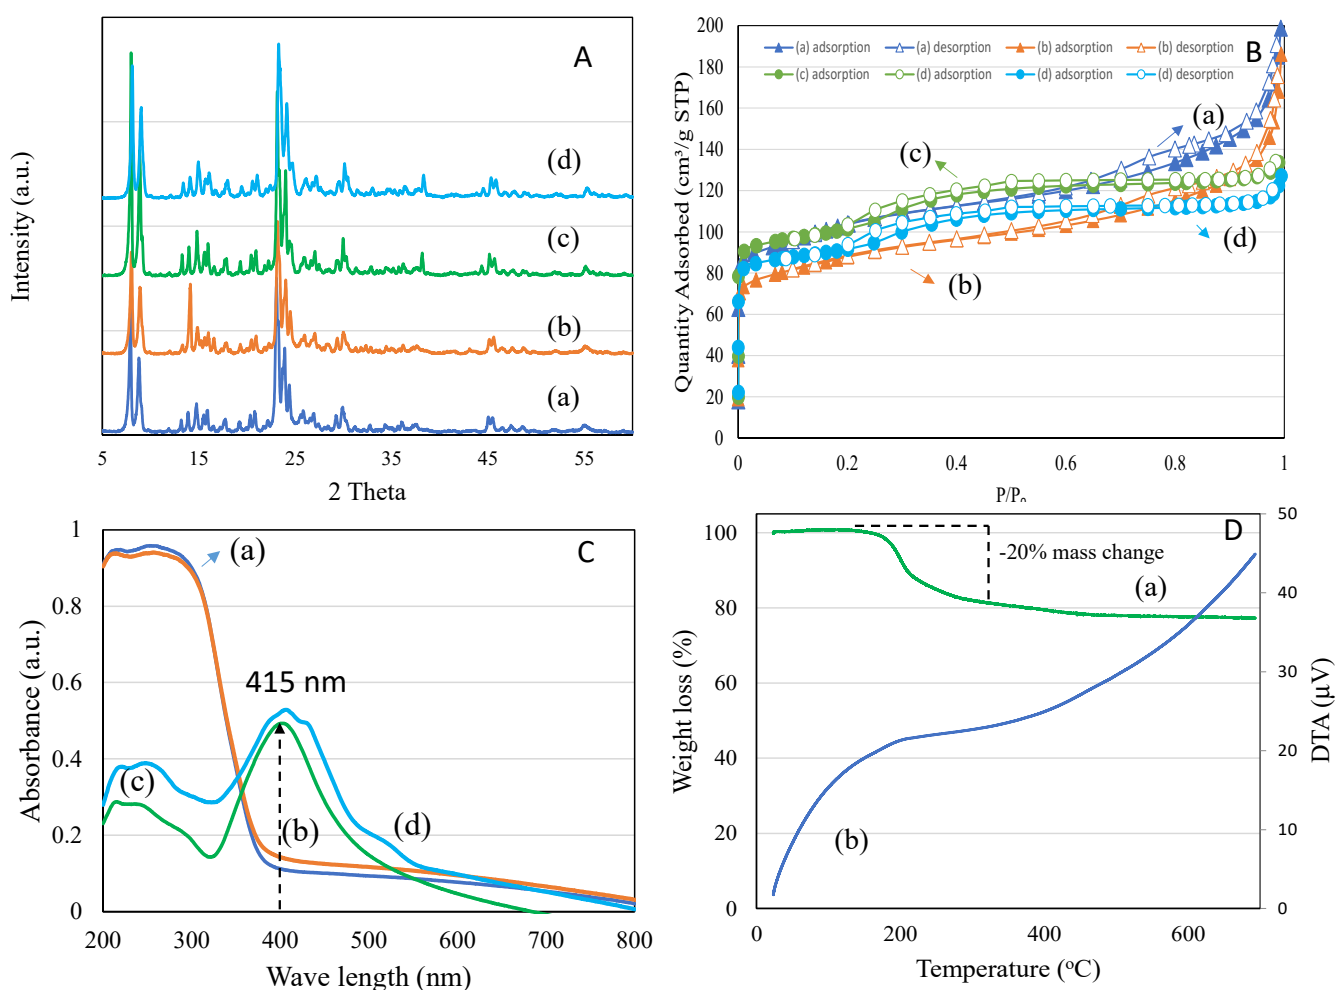 A
Intensity (a.u.)
(d)
(c)
(b)
(a)
5 15 25 35 45 55
2 Theta
B
(a) adsorption (a) desorption (b) adsorption (b) desorption
(c) adsorption (d) adsorption (d) adsorption (d) desorption
Quantity Adsorbed (cm³/g STP)
200
180
160
140
120
100
80
60
40
20
0
(a)
(c)
(d)
(b)
0 0.2 0.4 0.6 0.8 1
P/P₀
C
Absorbance (a.u.)
1
0.8
0.6
0.4
0.2
0
(a)
415 nm
(c)
(b)
(d)
200 300 400 500 600 700 800
Wave length (nm)
D
Weight loss (%)
100
80
60
40
20
0
-20% mass change
(a)
(b)
50
40
30
20
10
0
DTA (µV)
0 200 400 600
Temperature (°C)